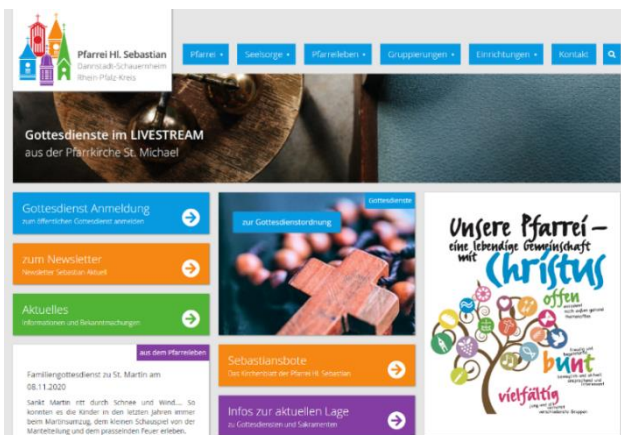 Pfarrei Hl. Sebastian
Dannstadt-Schauernheim
Rhein-Pfalz-Kreis
Pfarrei
Seelsorge
Pfarreileben
Gruppierungen
Einrichtungen
Kontakt
Gottesdienste im LIVESTREAM
aus der Pfarrkirche St. Michael
Gottesdienst Anmeldung
zum öffentlichen Gottesdienst anmelden
zum Newsletter
Newsletter Sebastian Aktuell
Aktuelles
Informationen und Bekanntmachungen
aus dem Pfarreileben
Familiengottesdienst zu St. Martin am
08.11.2020
Sankt Martin ritt durch Schnee und Wind.... So
konnten es die Kinder in den letzten Jahren immer
beim Martinsumzug, dem kleinen Schauspiel von der
Mantelteilung und dem prasselnden Feuer erleben.
Gottesdienste
zur Gottesdienstordnung
Sebastiansbote
Das Kirchenblatt der Pfarrei Hl. Sebastian
Infos zur aktuellen Lage
zu Gottesdiensten und Sakramenten
Unsere Pfarrei –
eine lebendige Gemeinschaft
mit Christus
offen
bunt
vielfältig